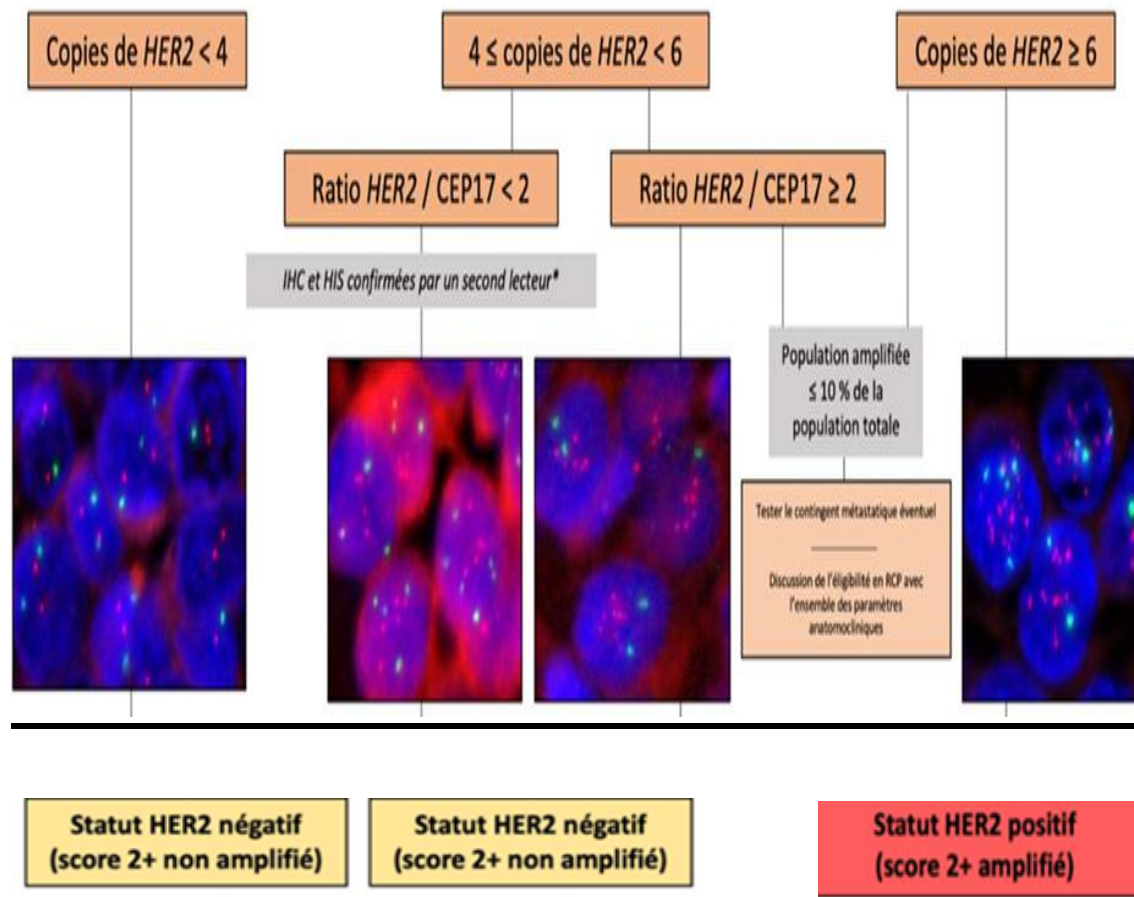 Copies de HER2 < 4
4 ≤ copies de HER2 < 6
Copies de HER2 ≥ 6
Ratio HER2 / CEP17 < 2
Ratio HER2 / CEP17 ≥ 2
IHC et HIS confirmées par un second lecteur*
Population amplifiée
≤ 10 % de la
population totale
Tester le contingent métastatique éventuel
Discussion de l'éligibilité en RCP avec
l'ensemble des paramètres
anatomocliniques
Statut HER2 négatif
(score 2+ non amplifié)
Statut HER2 négatif
(score 2+ non amplifié)
Statut HER2 positif
(score 2+ amplifié)